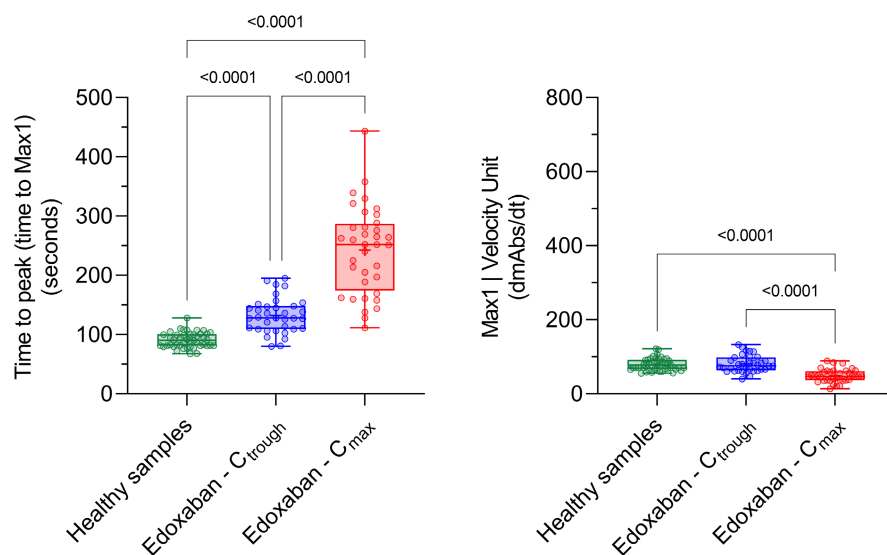 <0.0001
<0.0001
<0.0001
Time to peak (time to Max1)
(seconds)
500
400
300
200
100
0
Healthy samples
Edoxaban - Ctrough
Edoxaban - Cmax
Max1 | Velocity Unit
(dmAbs/dt)
800
600
400
200
0
<0.0001
<0.0001
Healthy samples
Edoxaban - Ctrough
Edoxaban - Cmax